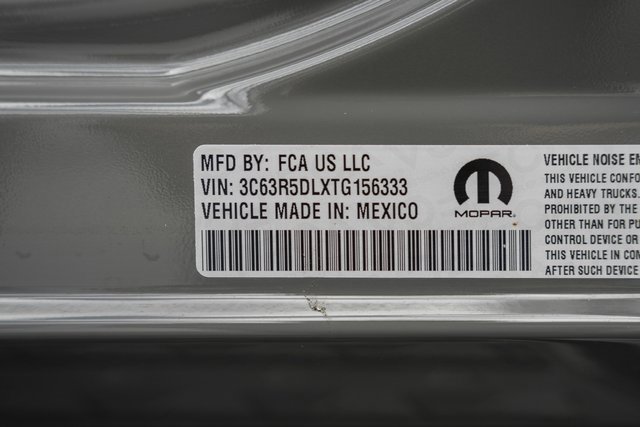 MFD BY: FCA US LLC
VIN: 3C63R5DLXTG156333
VEHICLE MADE IN: MEXICO
MOPAR
VEHICLE NOISE EM
THIS VEHICLE CONFO
AND HEAVY TRUCKS.
PROHIBITED BY THE
OTHER THAN FOR PU
CONTROL DEVICE OR
THIS VEHICLE IN COM
AFTER SUCH DEVICE